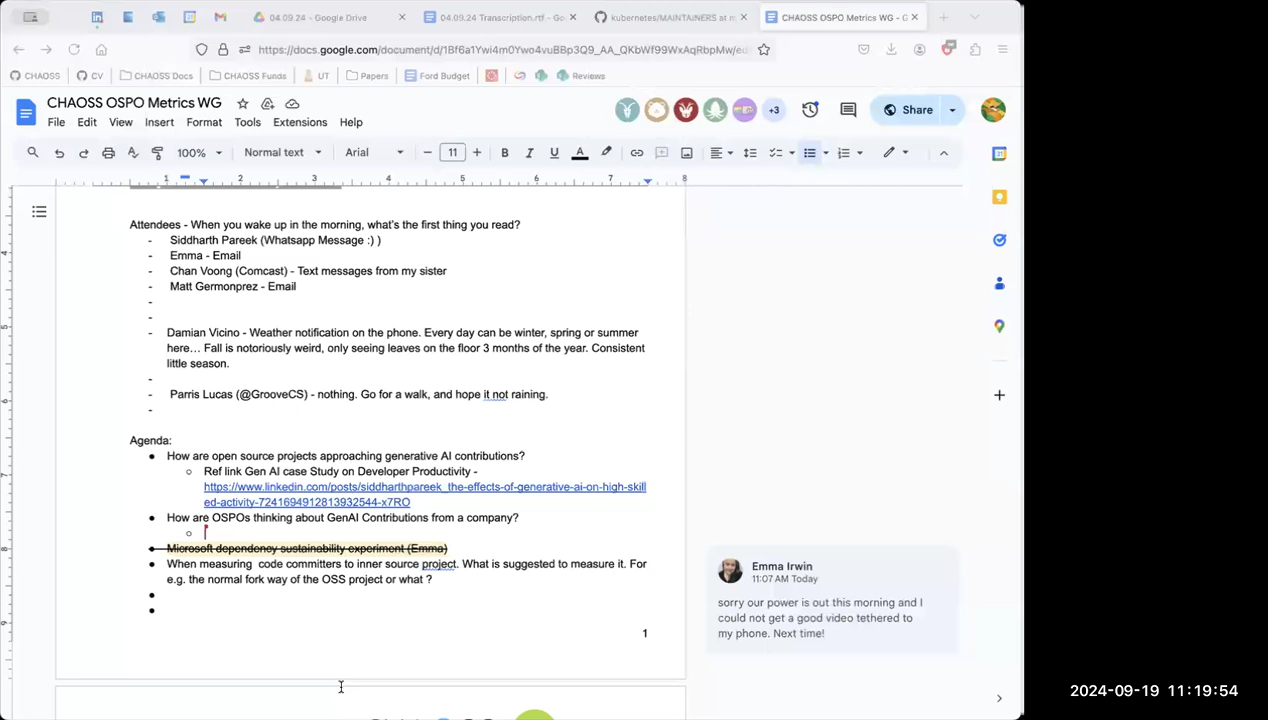 04.09.24 - Google Drive
04.09.24 Transcription.rtf - Go
kubernetes/MAINTAINERS at m
CHAOSS OSPO Metrics WG - G
https://docs.google.com/document/d/1Bf6a1Ywi4m0Ywo4vuBBp3Q9_AA_QKbWf99WxAqRbpMw/ed
CHAOSS
CV
CHAOSS Docs
CHAOSS Funds
UT
Papers
Ford Budget
Reviews
CHAOSS OSPO Metrics WG
+3
Share
File Edit View Insert Format Tools Extensions Help
100% Normal text Arial 11 B I U A
1 1 2 3 4 5 6 7 8
Attendees - When you wake up in the morning, what's the first thing you read?
- Siddharth Pareek (Whatsapp Message :) )
- Emma - Email
- Chan Voong (Comcast) - Text messages from my sister
- Matt Germonprez - Email
-
-
- Damian Vicino - Weather notification on the phone. Every day can be winter, spring or summer
here... Fall is notoriously weird, only seeing leaves on the floor 3 months of the year. Consistent
little season.
-
- Parris Lucas (@GrooveCS) - nothing. Go for a walk, and hope it not raining.
-
Agenda:
● How are open source projects approaching generative AI contributions?
○ Ref link Gen AI case Study on Developer Productivity -
https://www.linkedin.com/posts/siddharthpareek_the-effects-of-generative-ai-on-high-skill
ed-activity-7241694912813932544-x7RO
● How are OSPOs thinking about GenAI Contributions from a company?
○
● Microsoft dependency sustainability experiment (Emma)
● When measuring code committers to inner source project. What is suggested to measure it. For
e.g. the normal fork way of the OSS project or what ?
●
●
1
Emma Irwin
11:07 AM Today
sorry our power is out this morning and I
could not get a good video tethered to
my phone. Next time!
2024-09-19 11:19:54